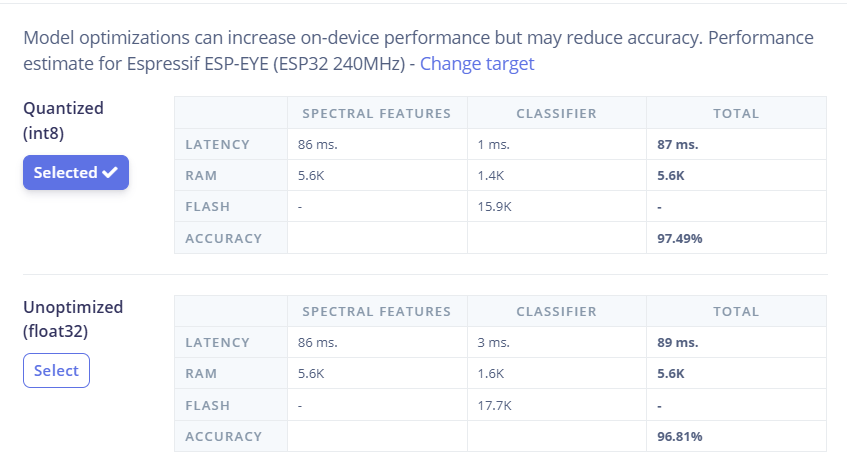 Model optimizations can increase on-device performance but may reduce accuracy. Performance
estimate for Espressif ESP-EYE (ESP32 240MHz) - Change target
Quantized
(int8)
Selected ✓
SPECTRAL FEATURES CLASSIFIER TOTAL
LATENCY 86 ms. 1 ms. 87 ms.
RAM 5.6K 1.4K 5.6K
FLASH - 15.9K -
ACCURACY 97.49%
Unoptimized
(float32)
Select
SPECTRAL FEATURES CLASSIFIER TOTAL
LATENCY 86 ms. 3 ms. 89 ms.
RAM 5.6K 1.6K 5.6K
FLASH - 17.7K -
ACCURACY 96.81%